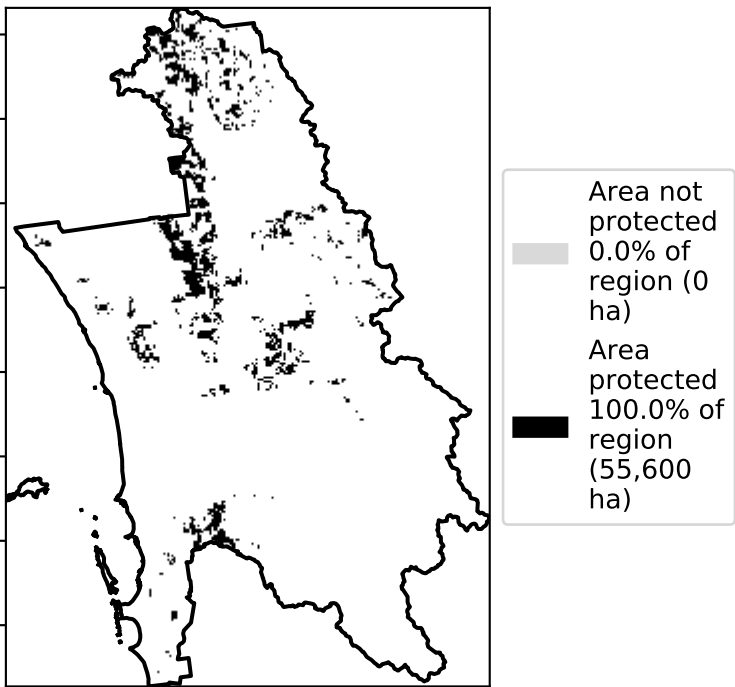 Area not
protected
0.0% of
region (0
ha)
Area
protected
100.0% of
region
(55,600
ha)